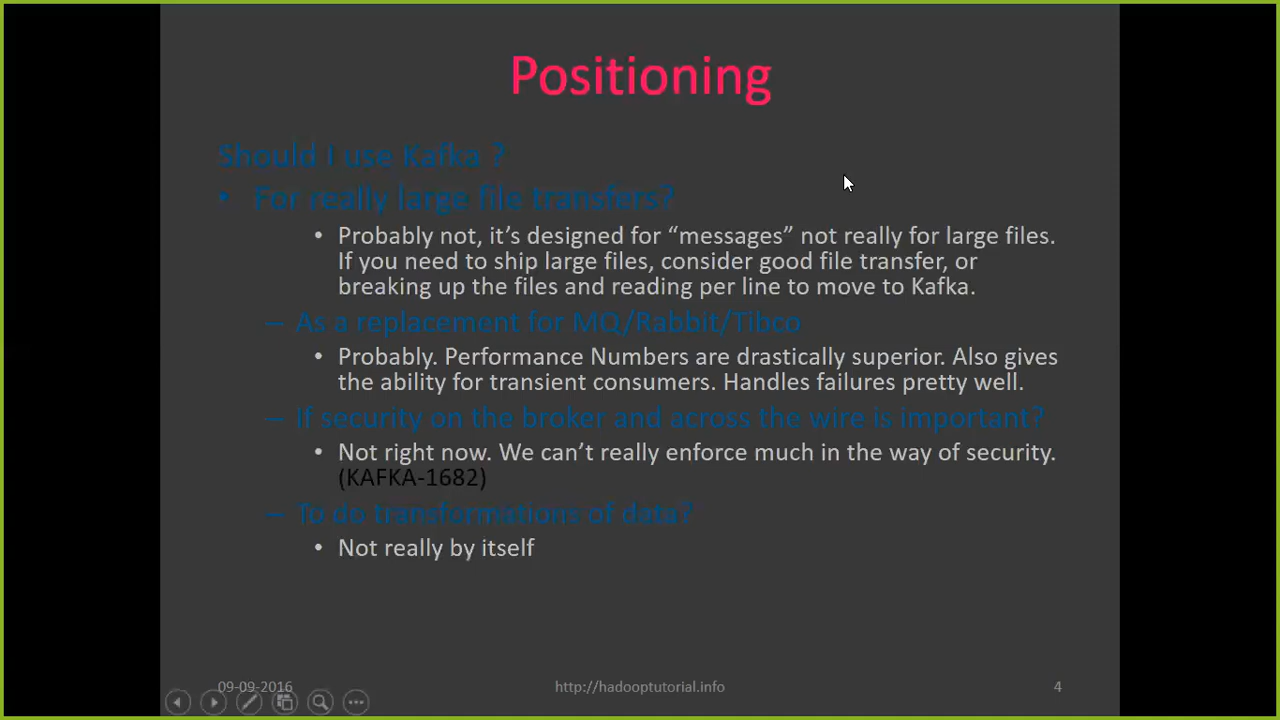 Positioning
Should I use Kafka ?
• For really large file transfers?
• Probably not, it’s designed for “messages” not really for large files.
If you need to ship large files, consider good file transfer, or
breaking up the files and reading per line to move to Kafka.
– As a replacement for MQ/Rabbit/Tibco
• Probably. Performance Numbers are drastically superior. Also gives
the ability for transient consumers. Handles failures pretty well.
– If security on the broker and across the wire is important?
• Not right now. We can’t really enforce much in the way of security.
(KAFKA-1682)
– To do transformations of data?
• Not really by itself
09-09-2016 http://hadooptutorial.info 4